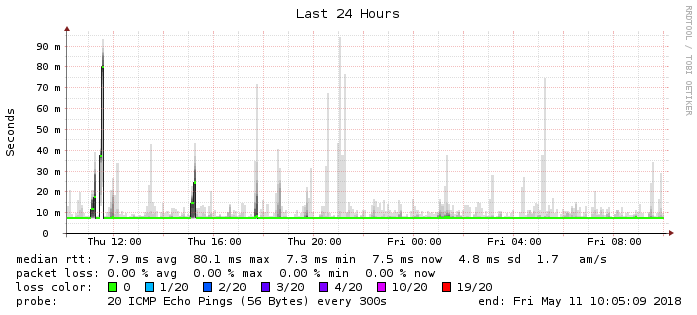 Last 24 Hours
RRDTOOL / TOBI OETIKER
Seconds
90 m
80 m
70 m
60 m
50 m
40 m
30 m
20 m
10 m
0
Thu 12:00 Thu 16:00 Thu 20:00 Fri 00:00 Fri 04:00 Fri 08:00
median rtt: 7.9 ms avg 80.1 ms max 7.3 ms min 7.5 ms now 4.8 ms sd 1.7 am/s
packet loss: 0.00 % avg 0.00 % max 0.00 % min 0.00 % now
loss color: 0 1/20 2/20 3/20 4/20 10/20 19/20
probe: 20 ICMP Echo Pings (56 Bytes) every 300s end: Fri May 11 10:05:09 2018